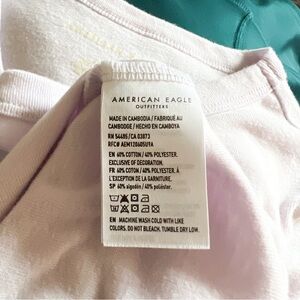 AMERICAN EAGLE
OUTFITTERS
MADE IN CAMBODIA / FABRIQUÉ AU
CAMBODGE / HECHO EN CAMBOYA
RN 54485 / CA 03873
EN 60% COTTON / 40% POLYESTER.
EXCLUSIVE OF DECORATION.
FR 60% COTON / 40% POLYESTER. À
L'EXCEPTION DE LA GARNITURE.
SP 60% algodón / 40% poliéster.
EN MACHINE WASH COLD WITH LIKE
COLORS. DO NOT BLEACH. TUMBLE DRY LOW.